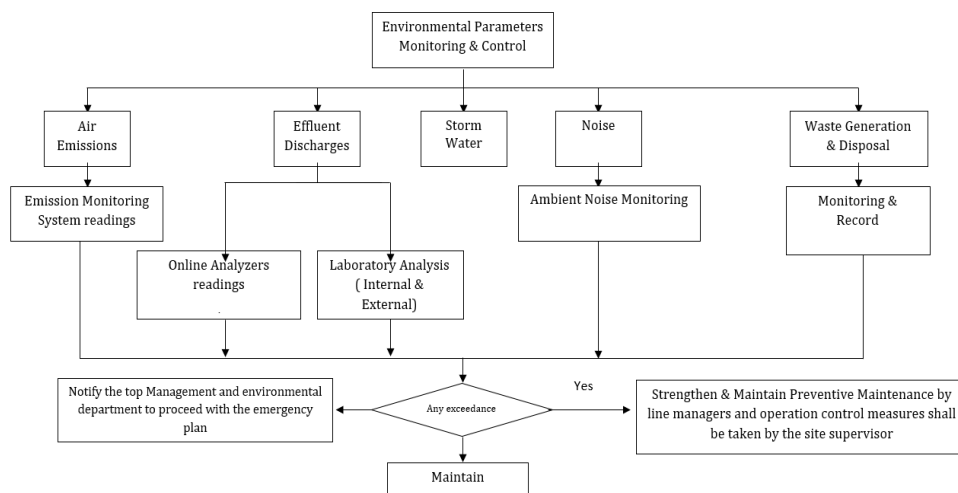 Environmental Parameters
Monitoring & Control
Air
Emissions
Effluent
Discharges
Storm
Water
Noise
Waste Generation
& Disposal
Emission Monitoring
System readings
Ambient Noise Monitoring
Monitoring &
Record
Online Analyzers
readings
.
Laboratory Analysis
( Internal &
External)
Notify the top Management and environmental
department to proceed with the emergency
plan
Any exceedance
Yes
Strengthen & Maintain Preventive Maintenance by
line managers and operation control measures shall
be taken by the site supervisor
Maintain